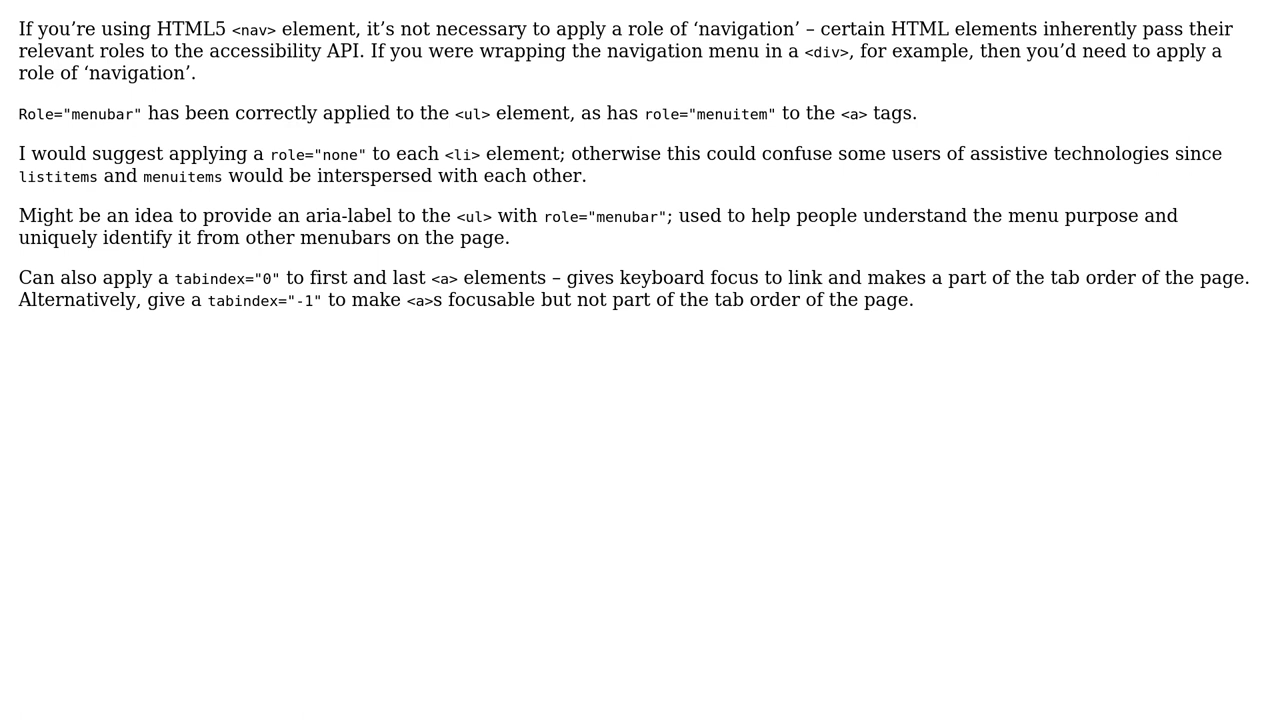 If you’re using HTML5 <nav> element, it’s not necessary to apply a role of ‘navigation’ – certain HTML elements inherently pass their
relevant roles to the accessibility API. If you were wrapping the navigation menu in a <div>, for example, then you’d need to apply a
role of ‘navigation’.
Role="menubar" has been correctly applied to the <ul> element, as has role="menuitem" to the <a> tags.
I would suggest applying a role="none" to each <li> element; otherwise this could confuse some users of assistive technologies since
listitems and menuitems would be interspersed with each other.
Might be an idea to provide an aria-label to the <ul> with role="menubar"; used to help people understand the menu purpose and
uniquely identify it from other menubars on the page.
Can also apply a tabindex="0" to first and last <a> elements – gives keyboard focus to link and makes a part of the tab order of the page.
Alternatively, give a tabindex="-1" to make <a>s focusable but not part of the tab order of the page.